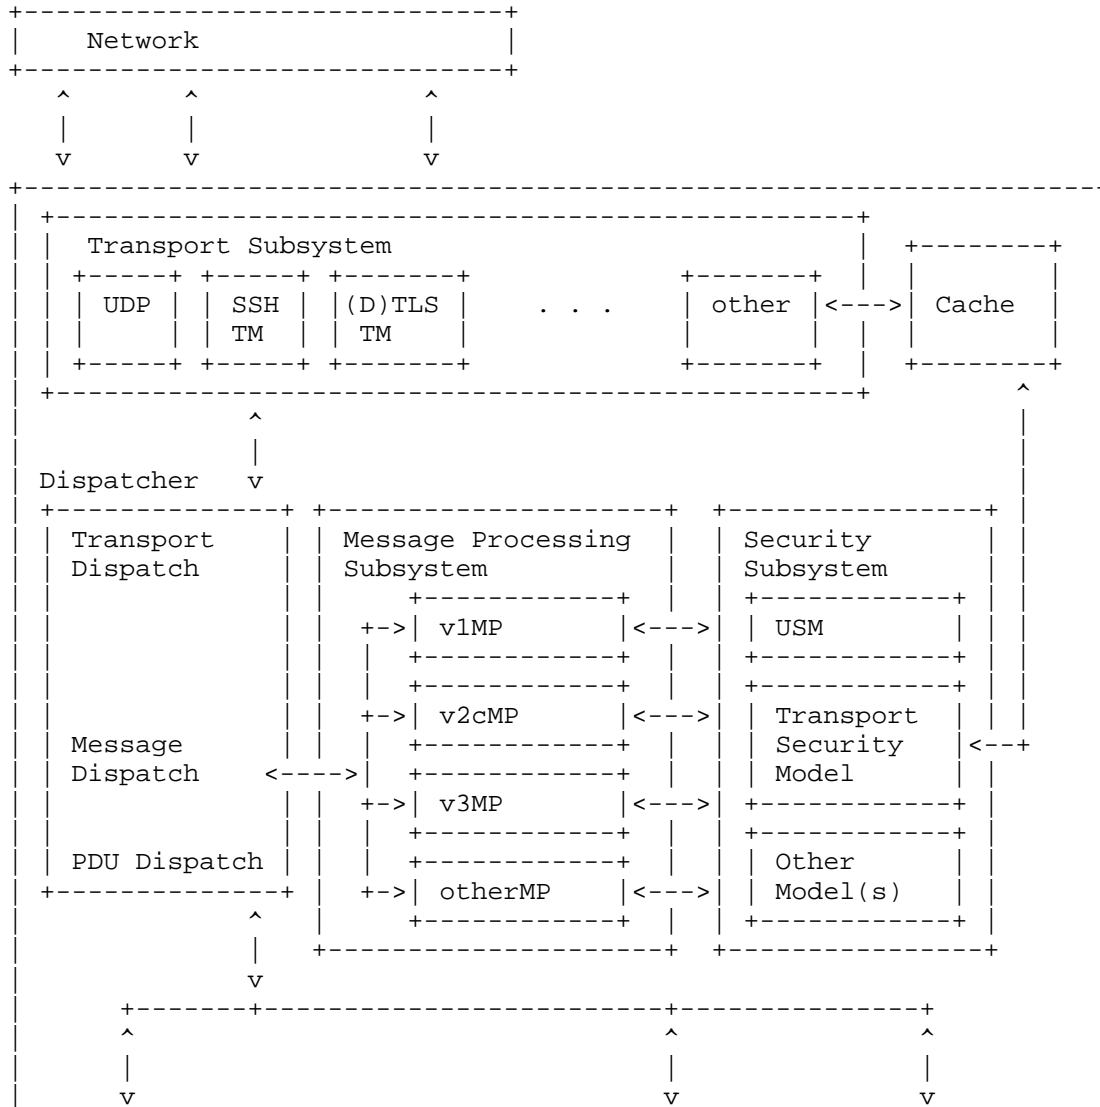 Network
Transport Subsystem
UDP SSH (D)TLS . . . other Cache
TM TM
Dispatcher
Transport Message Processing Security
Dispatch Subsystem Subsystem
v1MP USM
v2cMP Transport
Message Security
Dispatch Model
v3MP
PDU Dispatch Other
otherMP Model(s)